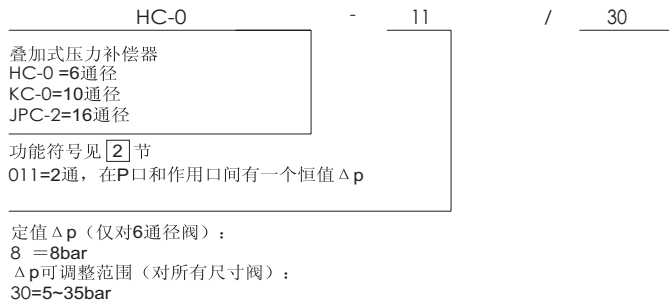 HC-0 - 11 / 30
叠加式压力补偿器
HC-0 =6通径
KC-0=10通径
JPC-2=16通径
功能符号见 2 节
011=2通，在P口和作用口间有一个恒值Δp
定值Δp（仅对6通径阀）：
8 =8bar
Δp可调整范围（对所有尺寸阀）：
30=5~35bar